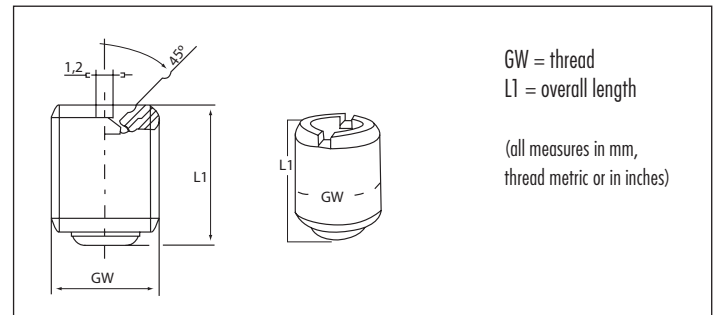 1,2
45°
L1
GW
L1
GW
GW = thread
L1 = overall length
(all measures in mm,
thread metric or in inches)